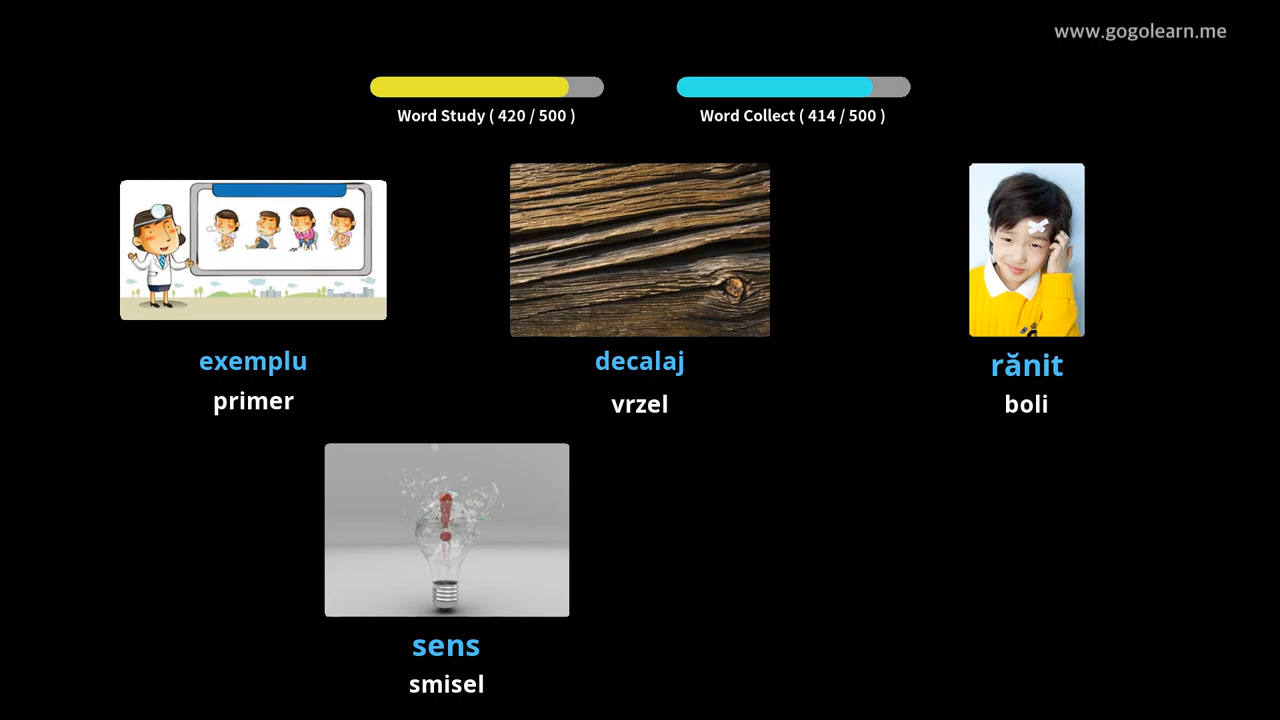 www.gogolearn.me
Word Study ( 420 / 500 )
Word Collect ( 414 / 500 )
exemplu
primer
decalaj
vrzel
rănit
boli
sens
smisel